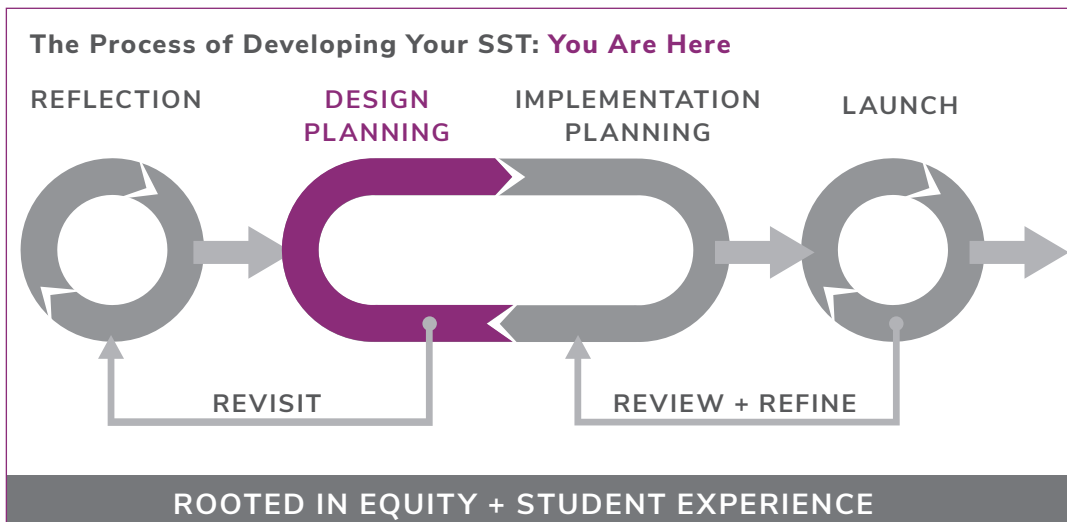 The Process of Developing Your SST: You Are Here
REFLECTION
DESIGN
PLANNING
IMPLEMENTATION
PLANNING
LAUNCH
REVISIT
REVIEW + REFINE
ROOTED IN EQUITY + STUDENT EXPERIENCE